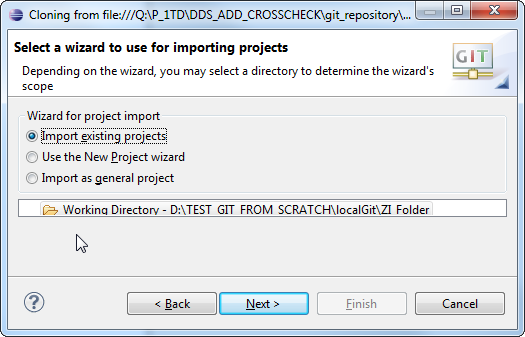 Cloning from file:///Q:\P_1TD\DDS_ADD_CROSSCHECK\git_repository\...
Select a wizard to use for importing projects
Depending on the wizard, you may select a directory to determine the wizard's
scope
GIT
Wizard for project import
Import existing projects
Use the New Project wizard
Import as general project
Working Directory - D:\TEST_GIT_FROM_SCRATCH\localGit\ZI_Folder
?
< Back
Next >
Finish
Cancel